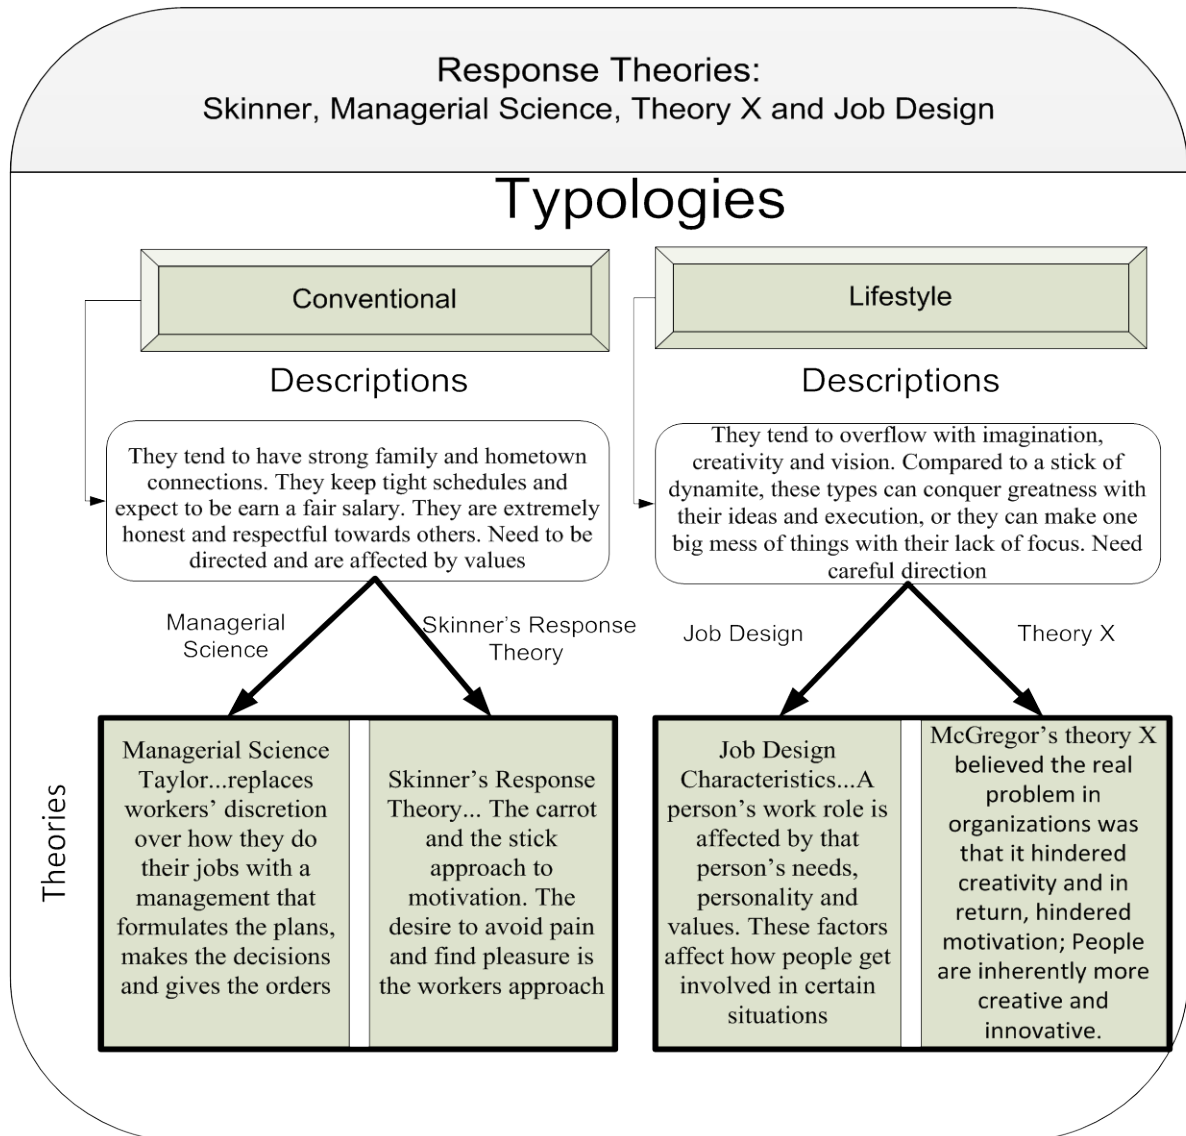 Response Theories:
Skinner, Managerial Science, Theory X and Job Design
Typologies
Conventional
Descriptions
They tend to have strong family and hometown
connections. They keep tight schedules and
expect to be earn a fair salary. They are extremely
honest and respectful towards others. Need to be
directed and are affected by values
Managerial
Science
Skinner's Response
Theory
Lifestyle
Descriptions
They tend to overflow with imagination,
creativity and vision. Compared to a stick of
dynamite, these types can conquer greatness with
their ideas and execution, or they can make one
big mess of things with their lack of focus. Need
careful direction
Job Design
Theory X
Theories
Managerial Science
Taylor...replaces
workers' discretion
over how they do
their jobs with a
management that
formulates the plans,
makes the decisions
and gives the orders
Skinner's Response
Theory... The carrot
and the stick
approach to
motivation. The
desire to avoid pain
and find pleasure is
the workers approach
Job Design
Characteristics...A
person's work role is
affected by that
person's needs,
personality and
values. These factors
affect how people get
involved in certain
situations
McGregor's theory X
believed the real
problem in
organizations was
that it hindered
creativity and in
return, hindered
motivation; People
are inherently more
creative and
innovative.